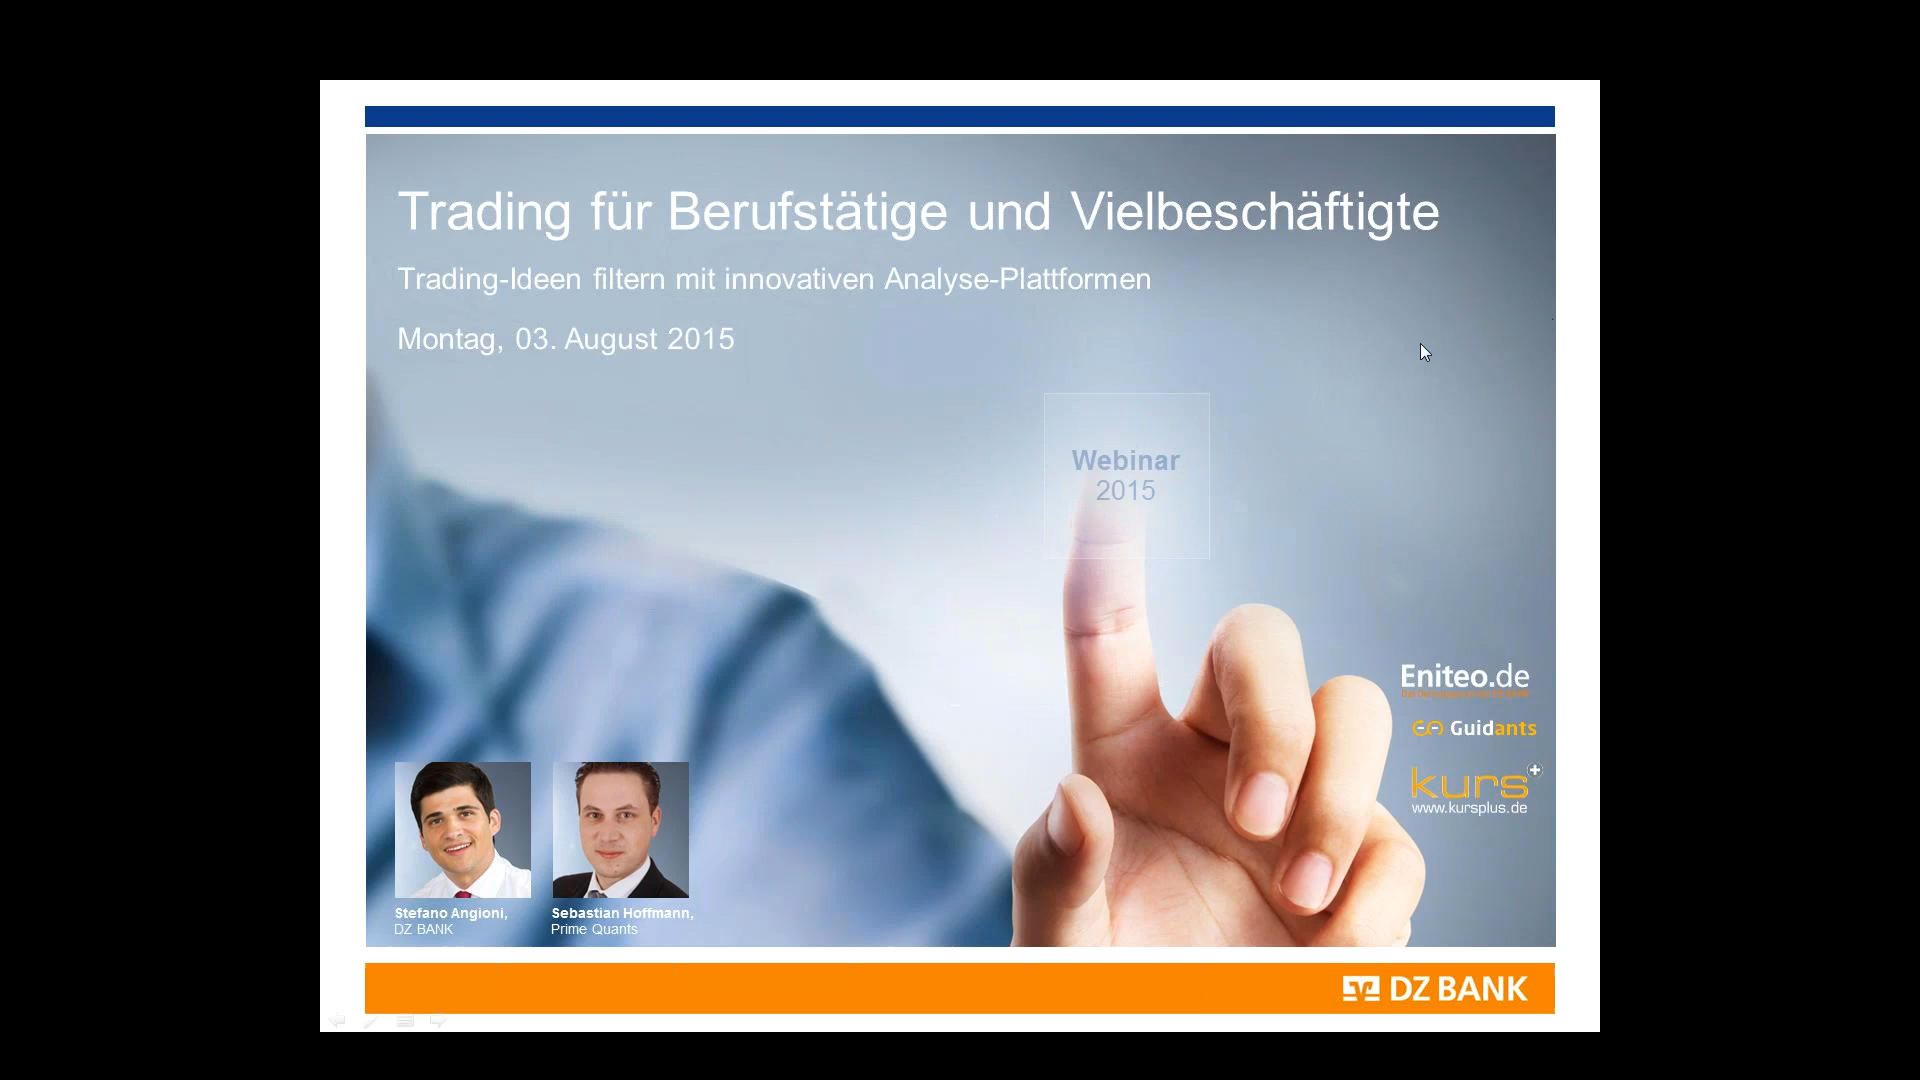 Trading für Berufstätige und Vielbeschäftigte
Trading-Ideen filtern mit innovativen Analyse-Plattformen
Montag, 03. August 2015
Webinar
2015
Eniteo.de
Guidants
kurs+
www.kursplus.de
Stefano Angioni,
DZ BANK
Sebastian Hoffmann,
Prime Quants
DZ BANK